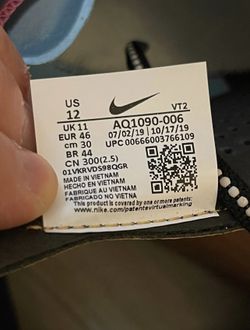 US
12
VT2
UK 11
AQ1090-006
EUR 46
07/02/19 | 10/17/19
cm 30
UPC 00666003766109
BR 44
CN 300(2.5)
01VKRVDS98QGR
MADE IN VIETNAM
HECHO EN VIETNAM
FABRIQUE AU VIETNAM
FABRICADO NO VIETNA
This product is covered by one or more patents:
www.nike.com/patentsvirtualmarking